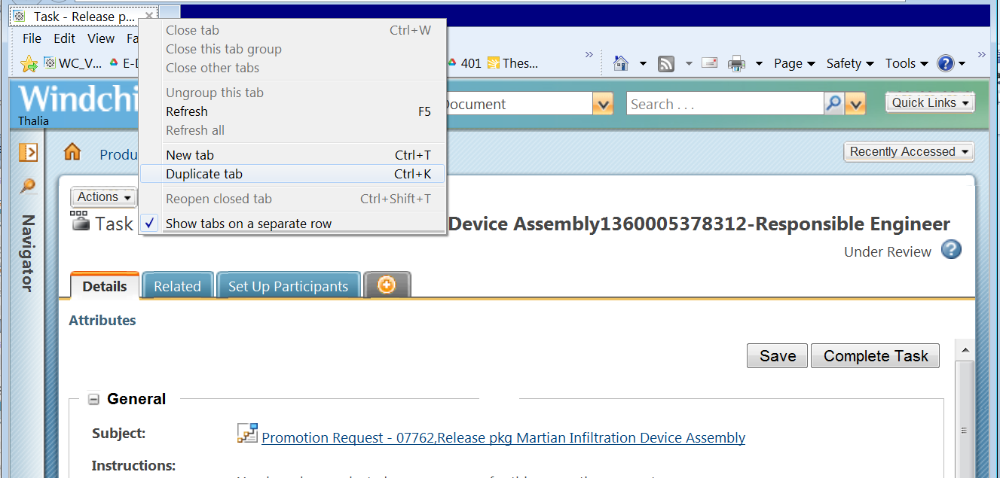 Task - Release p...
File Edit View Fa
Close tab Ctrl+W
Close this tab group
Close other tabs
Ungroup this tab
Refresh F5
Refresh all
New tab Ctrl+T
Duplicate tab Ctrl+K
Reopen closed tab Ctrl+Shift+T
Show tabs on a separate row
WC_V... E-D 401 Thes... Page Safety Tools
Windchi
Thalia
Document Search . . . Quick Links
Produ Recently Accessed
Navigator
Actions
Task Device Assembly1360005378312-Responsible Engineer
Under Review
Details Related Set Up Participants
Attributes
Save Complete Task
General
Subject: Promotion Request - 07762,Release pkg Martian Infiltration Device Assembly
Instructions: